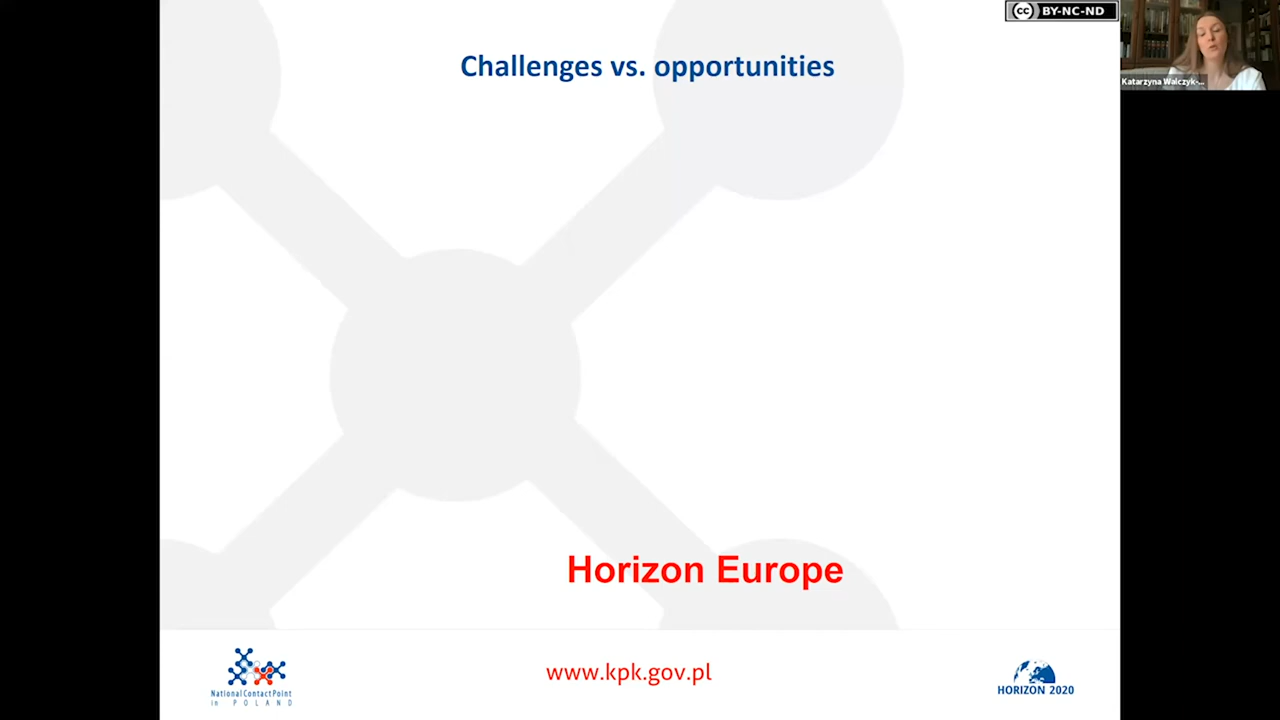 BY-NC-ND
Katarzyna Walczyk-...
Challenges vs. opportunities
Horizon Europe
National Contact Point
in POLAND
www.kpk.gov.pl
HORIZON 2020